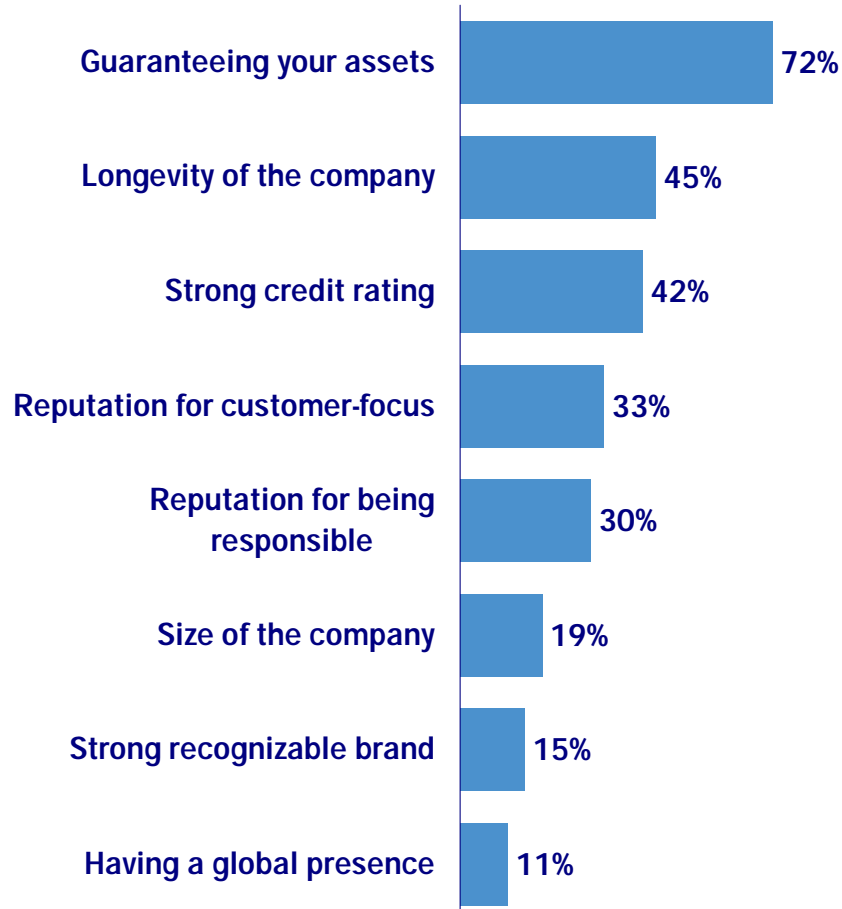 Guaranteeing your assets 72%
Longevity of the company 45%
Strong credit rating 42%
Reputation for customer-focus 33%
Reputation for being
responsible 30%
Size of the company 19%
Strong recognizable brand 15%
Having a global presence 11%